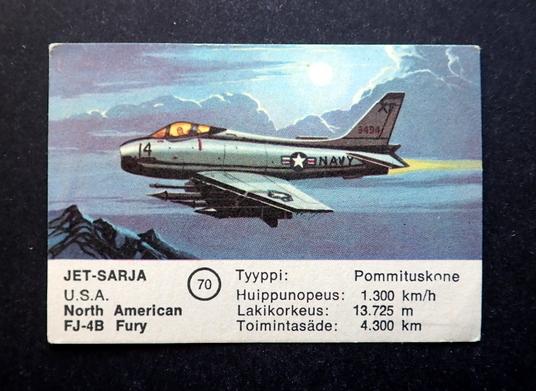 XF
3494
14
NAVY
JET-SARJA
U.S.A.
North American
FJ-4B Fury
70
Tyyppi: Pommituskone
Huippunopeus: 1.300 km/h
Lakikorkeus: 13.725 m
Toimintasäde: 4.300 km